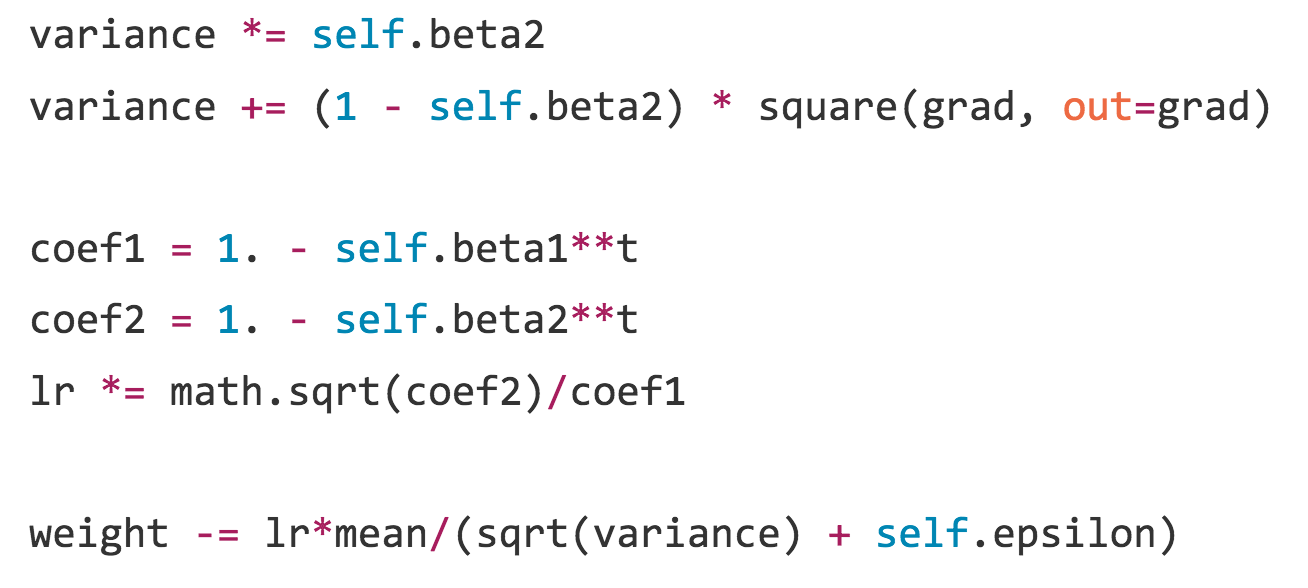 variance *= self.beta2
variance += (1 - self.beta2) * square(grad, out=grad)
coef1 = 1. - self.beta1**t
coef2 = 1. - self.beta2**t
lr *= math.sqrt(coef2)/coef1
weight -= lr*mean/(sqrt(variance) + self.epsilon)